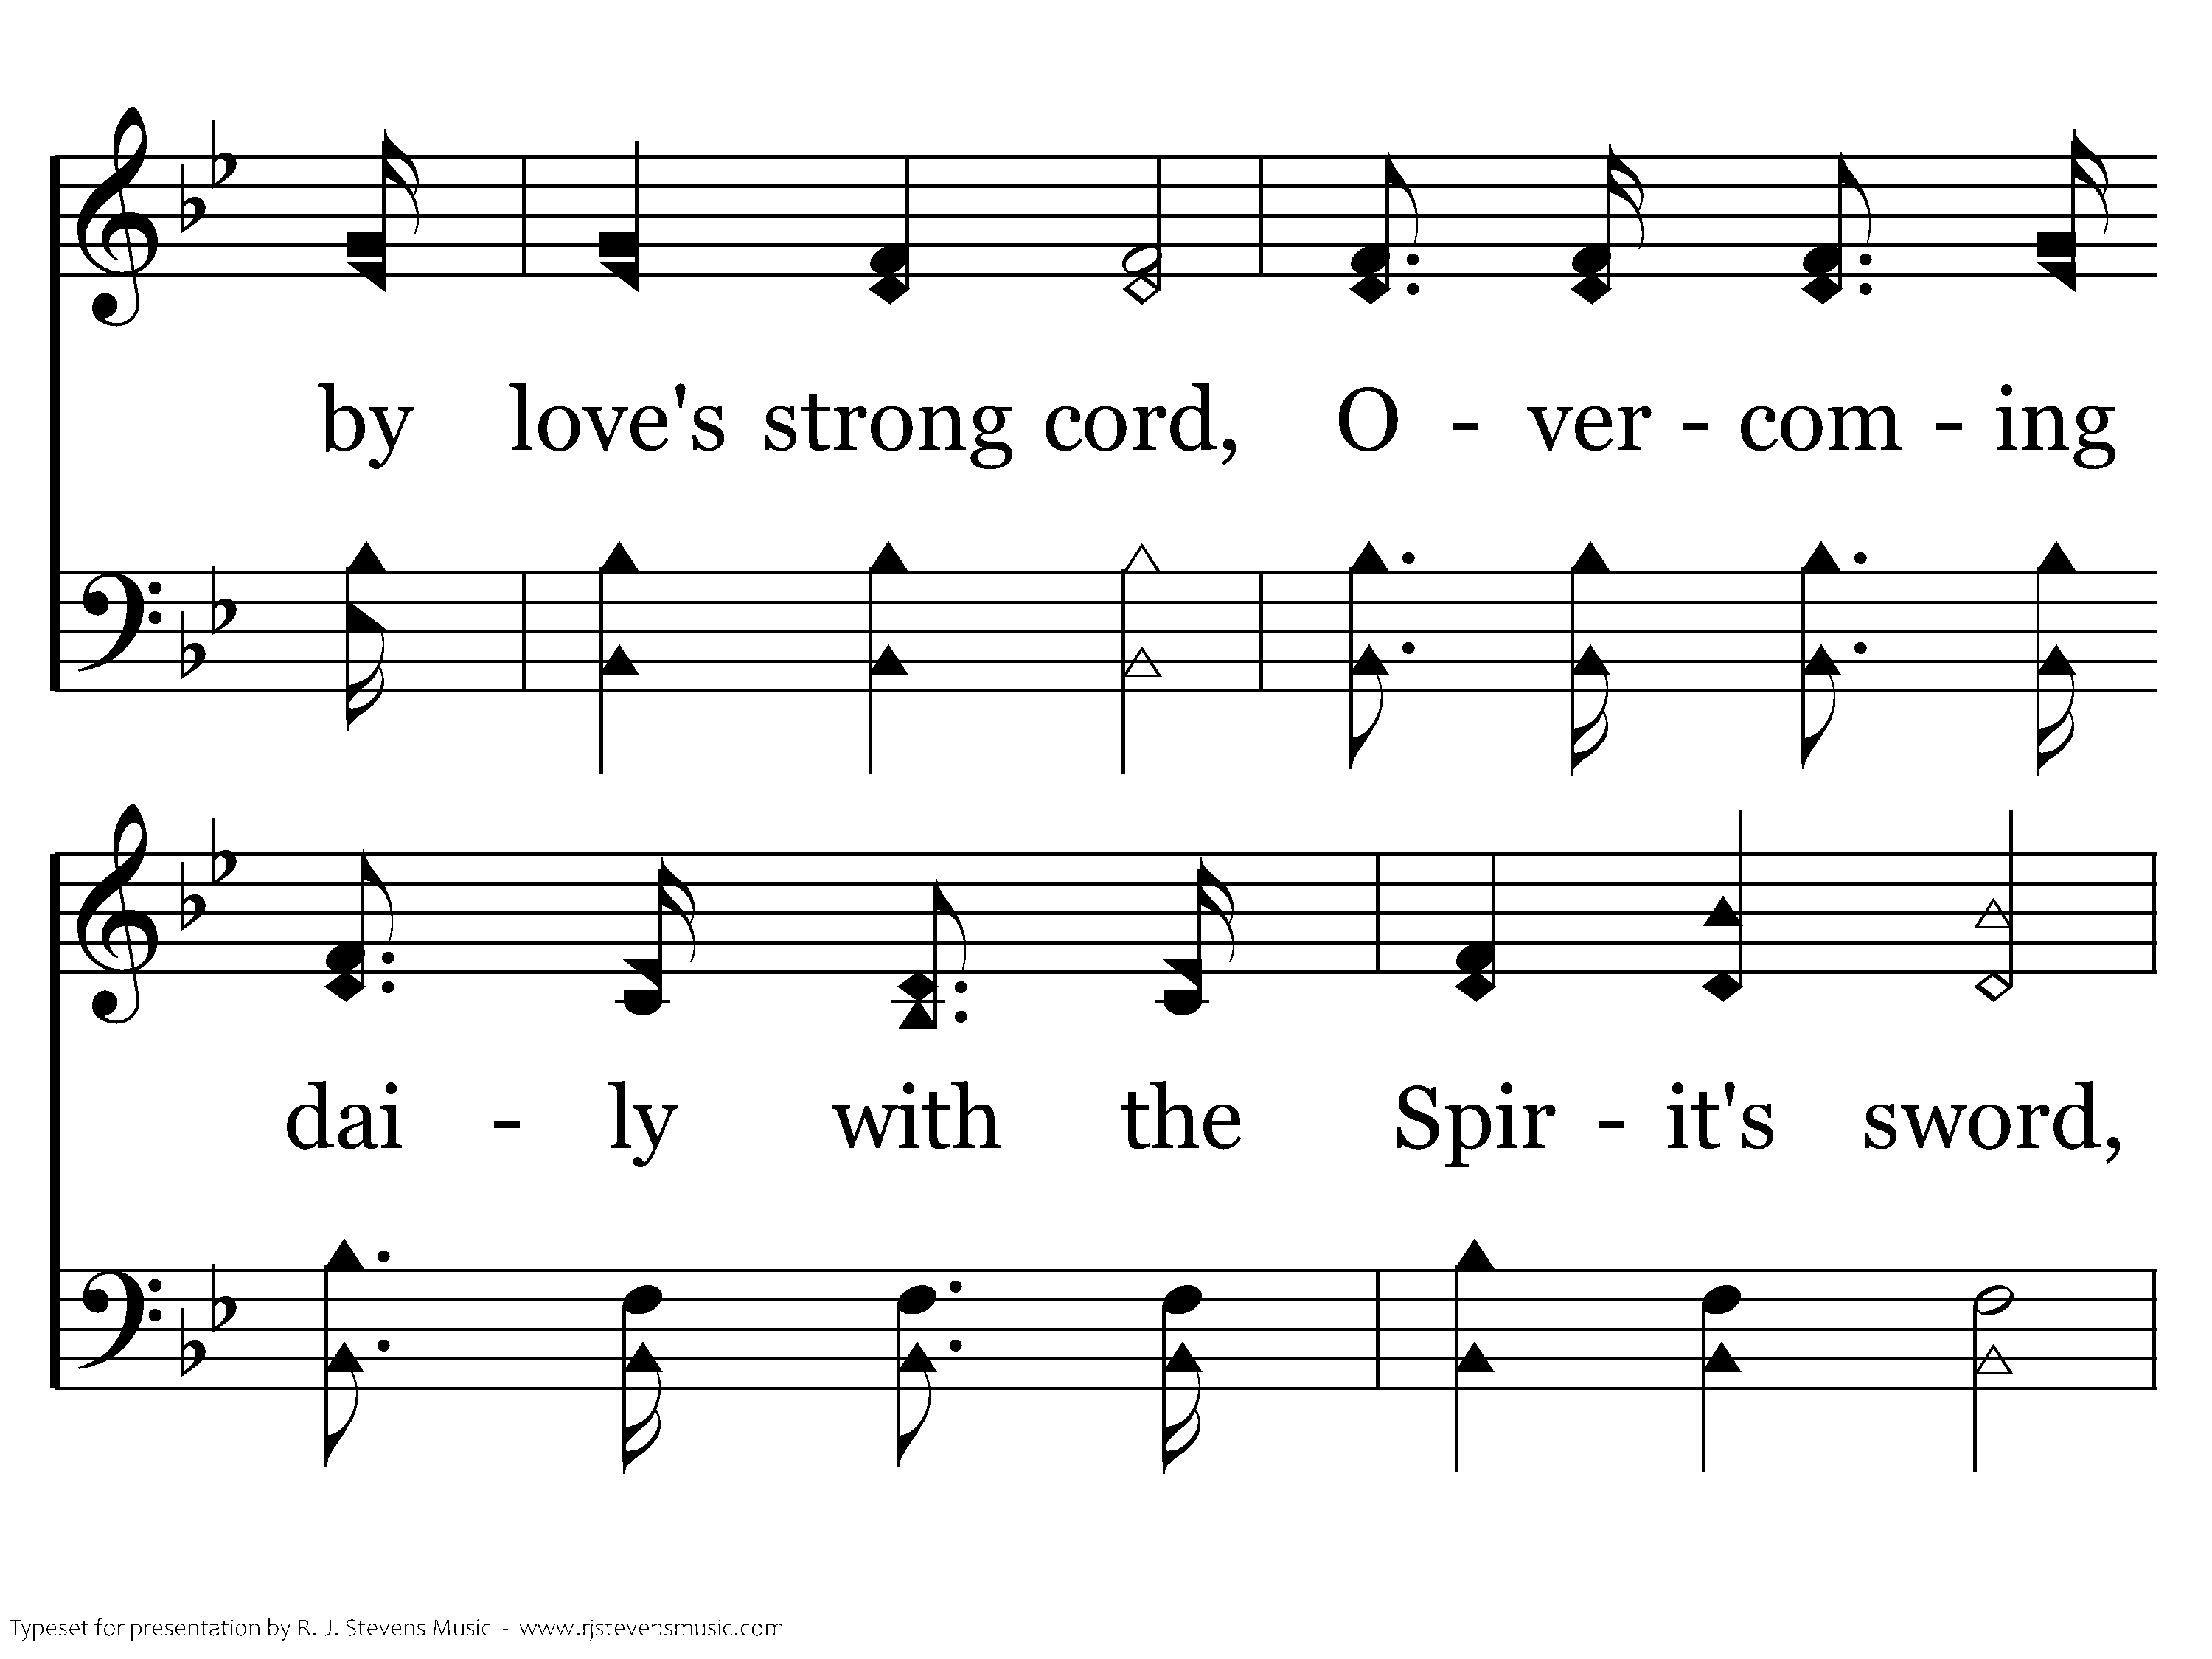 by love's strong cord, O - ver - com - ing
dai - ly with the Spir - it's sword,
Typeset for presentation by R. J. Stevens Music - www.rjstevensmusic.com